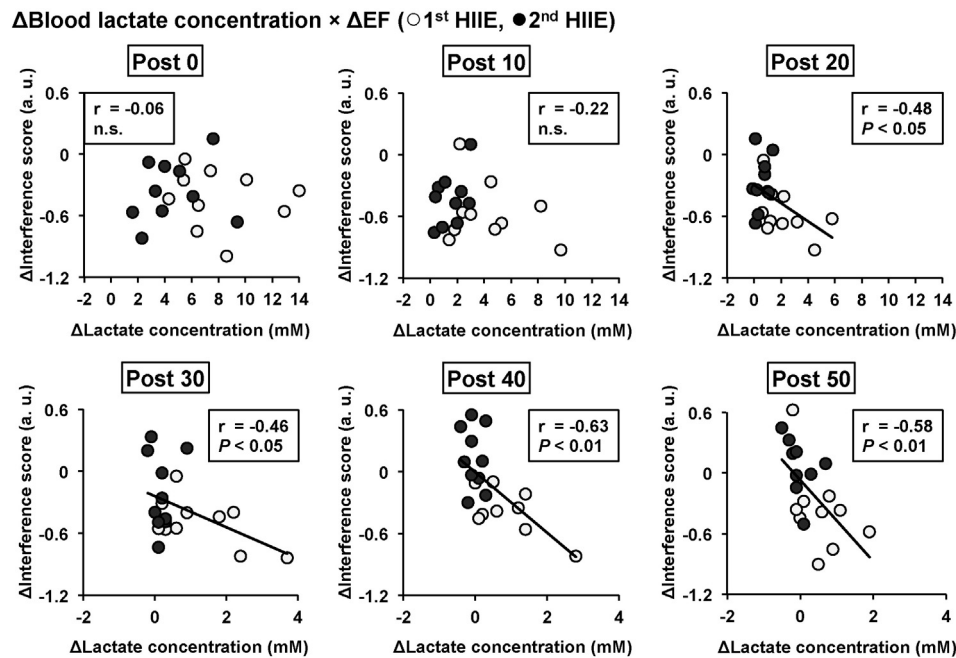 ΔBlood lactate concentration × ΔEF (○1st HIIE, ●2nd HIIE)
Post 0
ΔInterference score (a. u.)
0.6
0
-0.6
-1.2
r = -0.06
n.s.
-2 0 2 4 6 8 10 12 14
ΔLactate concentration (mM)
Post 10
ΔInterference score (a. u.)
0.6
0
-0.6
-1.2
r = -0.22
n.s.
-2 0 2 4 6 8 10 12 14
ΔLactate concentration (mM)
Post 20
ΔInterference score (a. u.)
0.6
0
-0.6
-1.2
r = -0.48
P < 0.05
-2 0 2 4 6 8 10 12 14
ΔLactate concentration (mM)
Post 30
ΔInterference score (a. u.)
0.6
0
-0.6
-1.2
r = -0.46
P < 0.05
-2 0 2 4
ΔLactate concentration (mM)
Post 40
ΔInterference score (a. u.)
0.6
0
-0.6
-1.2
r = -0.63
P < 0.01
-2 0 2 4
ΔLactate concentration (mM)
Post 50
ΔInterference score (a. u.)
0.6
0
-0.6
-1.2
r = -0.58
P < 0.01
-2 0 2 4
ΔLactate concentration (mM)